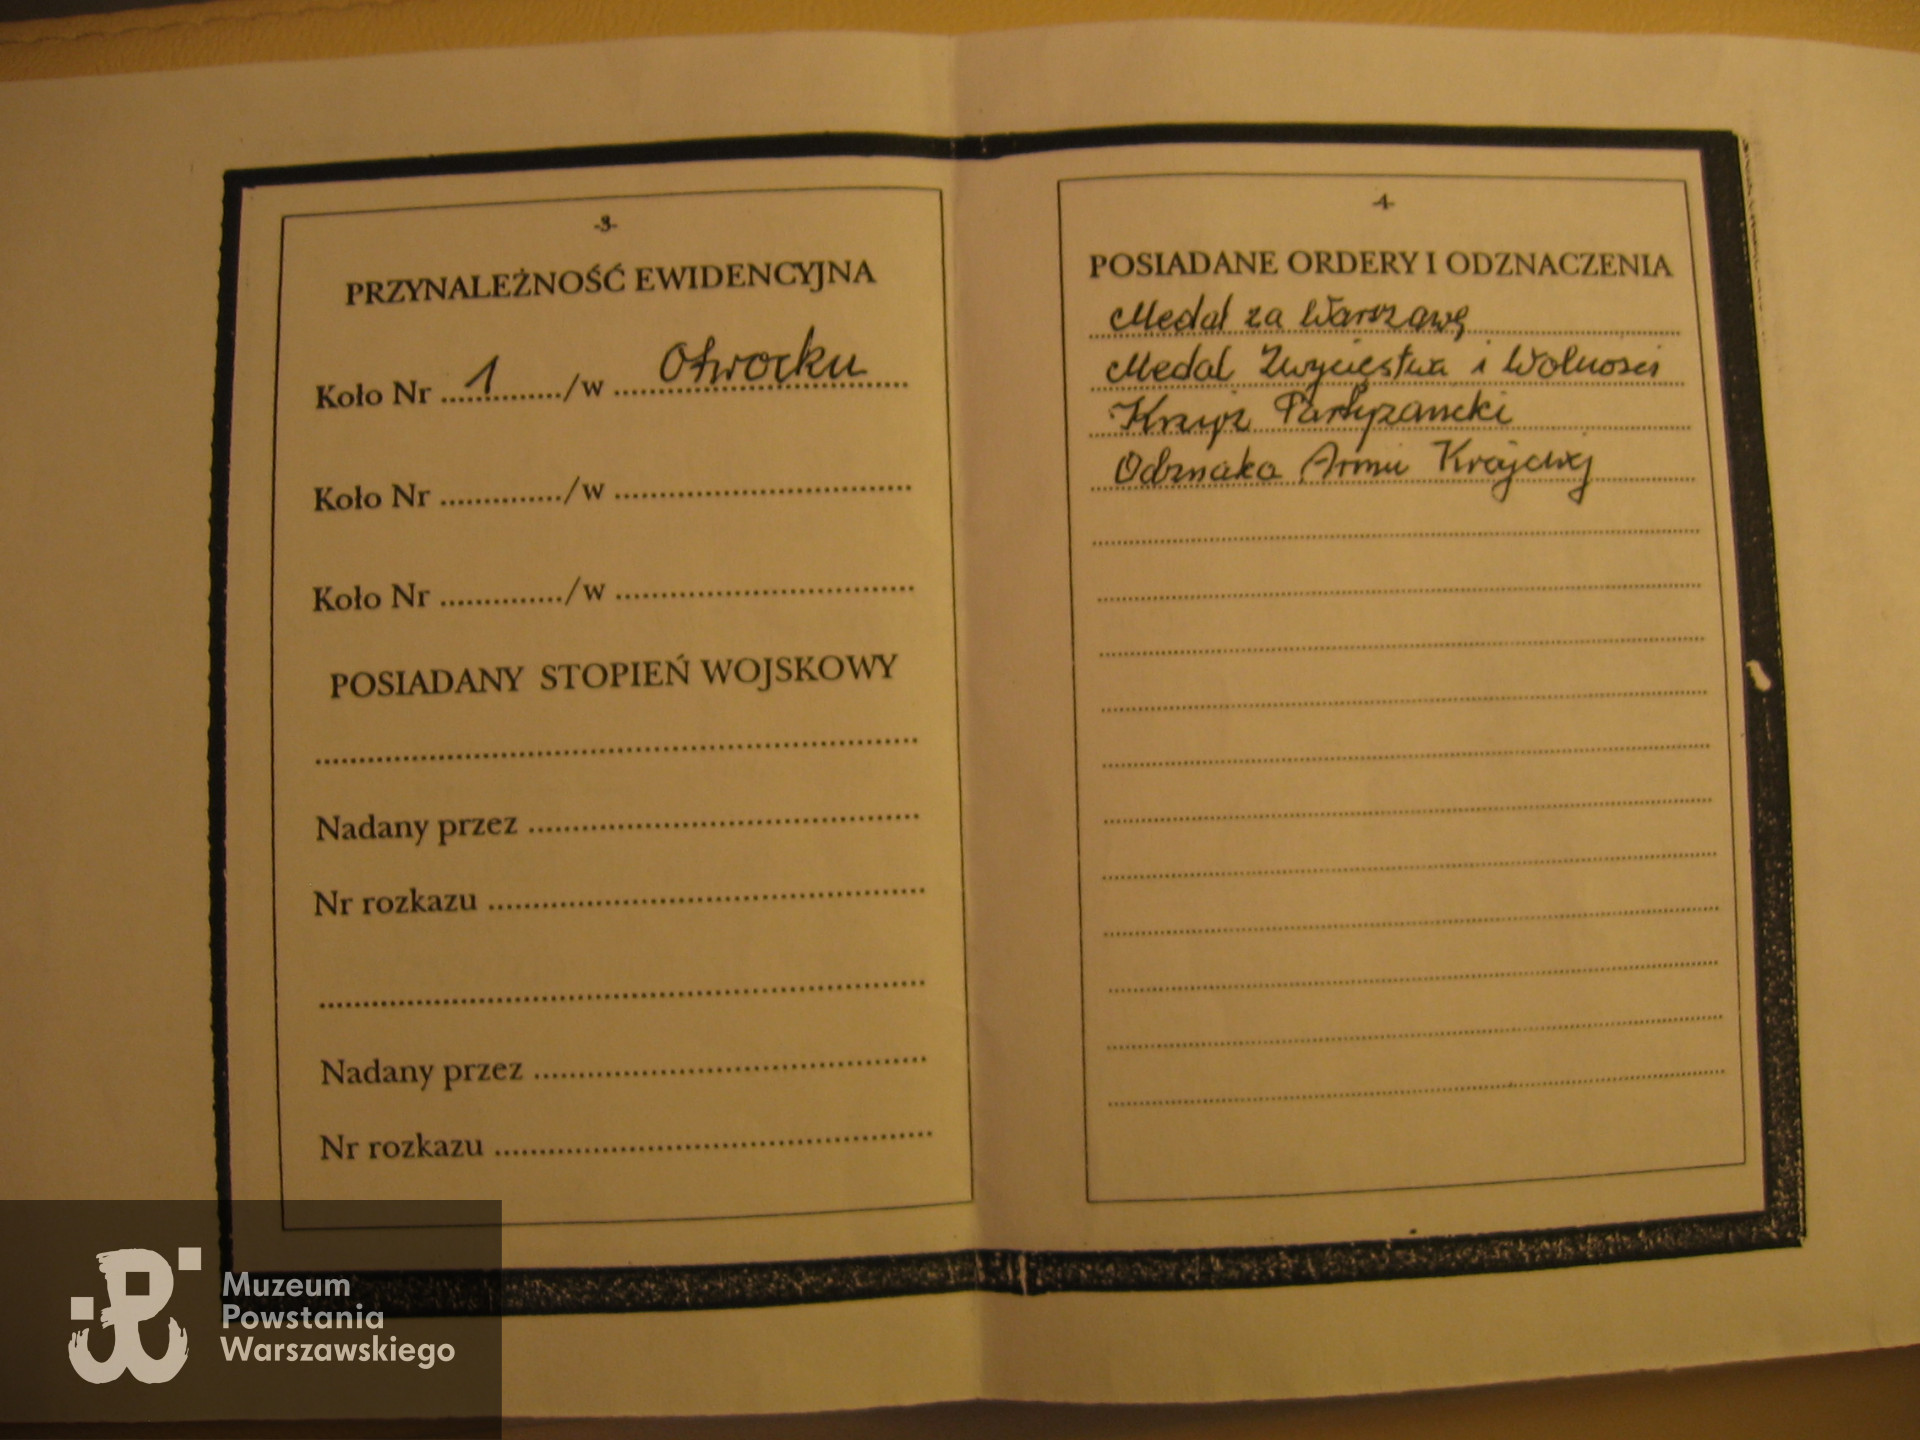 -3-
PRZYNALEŻNOŚĆ EWIDENCYJNA
Koło Nr ...1........./w ....Otwocku....
Koło Nr ............../w ..................................
Koło Nr ............../w ..................................
POSIADANY STOPIEŃ WOJSKOWY
....................................................................
Nadany przez ............................................
Nr rozkazu .................................................
....................................................................
Nadany przez ............................................
Nr rozkazu .................................................
-4-
POSIADANE ORDERY I ODZNACZENIA
Medal za Warszawę
Medal Zwycięstwa i Wolności
Krzyż Partyzancki
Odznaka Armii Krajowej
Muzeum
Powstania
Warszawskiego